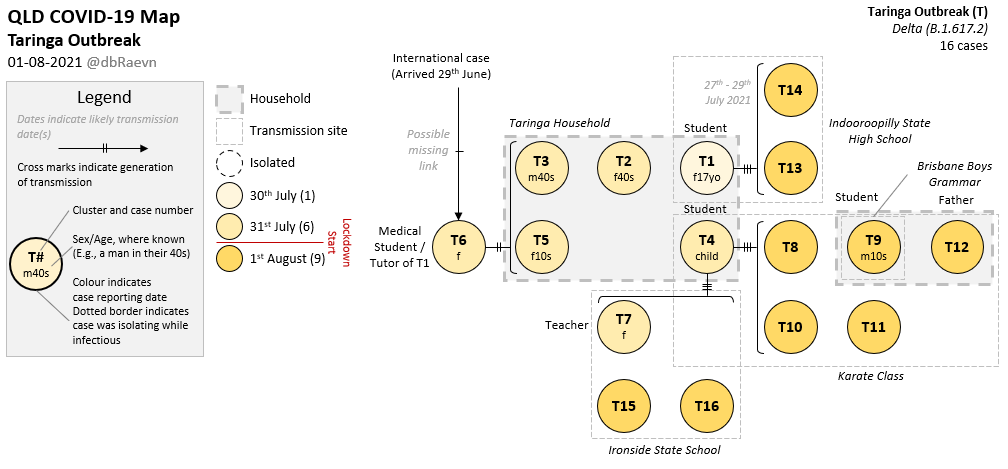 QLD COVID-19 Map
Taringa Outbreak
01-08-2021 @dbRaevn
Taringa Outbreak (T)
Delta (B.1.617.2)
16 cases
Legend
Dates indicate likely transmission
date(s)
Cross marks indicate generation
of transmission
Cluster and case number
Sex/Age, where known
(E.g., a man in their 40s)
T#
m40s
Colour indicates
case reporting date
Dotted border indicates
case was isolating while
infectious
Household
Transmission site
Isolated
30th July (1)
31st July (6)
1st August (9)
Lockdown
Start
International case
(Arrived 29th June)
Possible
missing
link
Medical
Student /
Tutor of T1
T6
f
Taringa Household
T3
m40s
T2
f40s
Student
T1
f17yo
T5
f10s
Student
T4
child
27th - 29th
July 2021
T14
T13
Indooroopilly State
High School
Brisbane Boys
Grammar
Student
Father
T8
T9
m10s
T12
T10
T11
Karate Class
Teacher
T7
f
T15
T16
Ironside State School